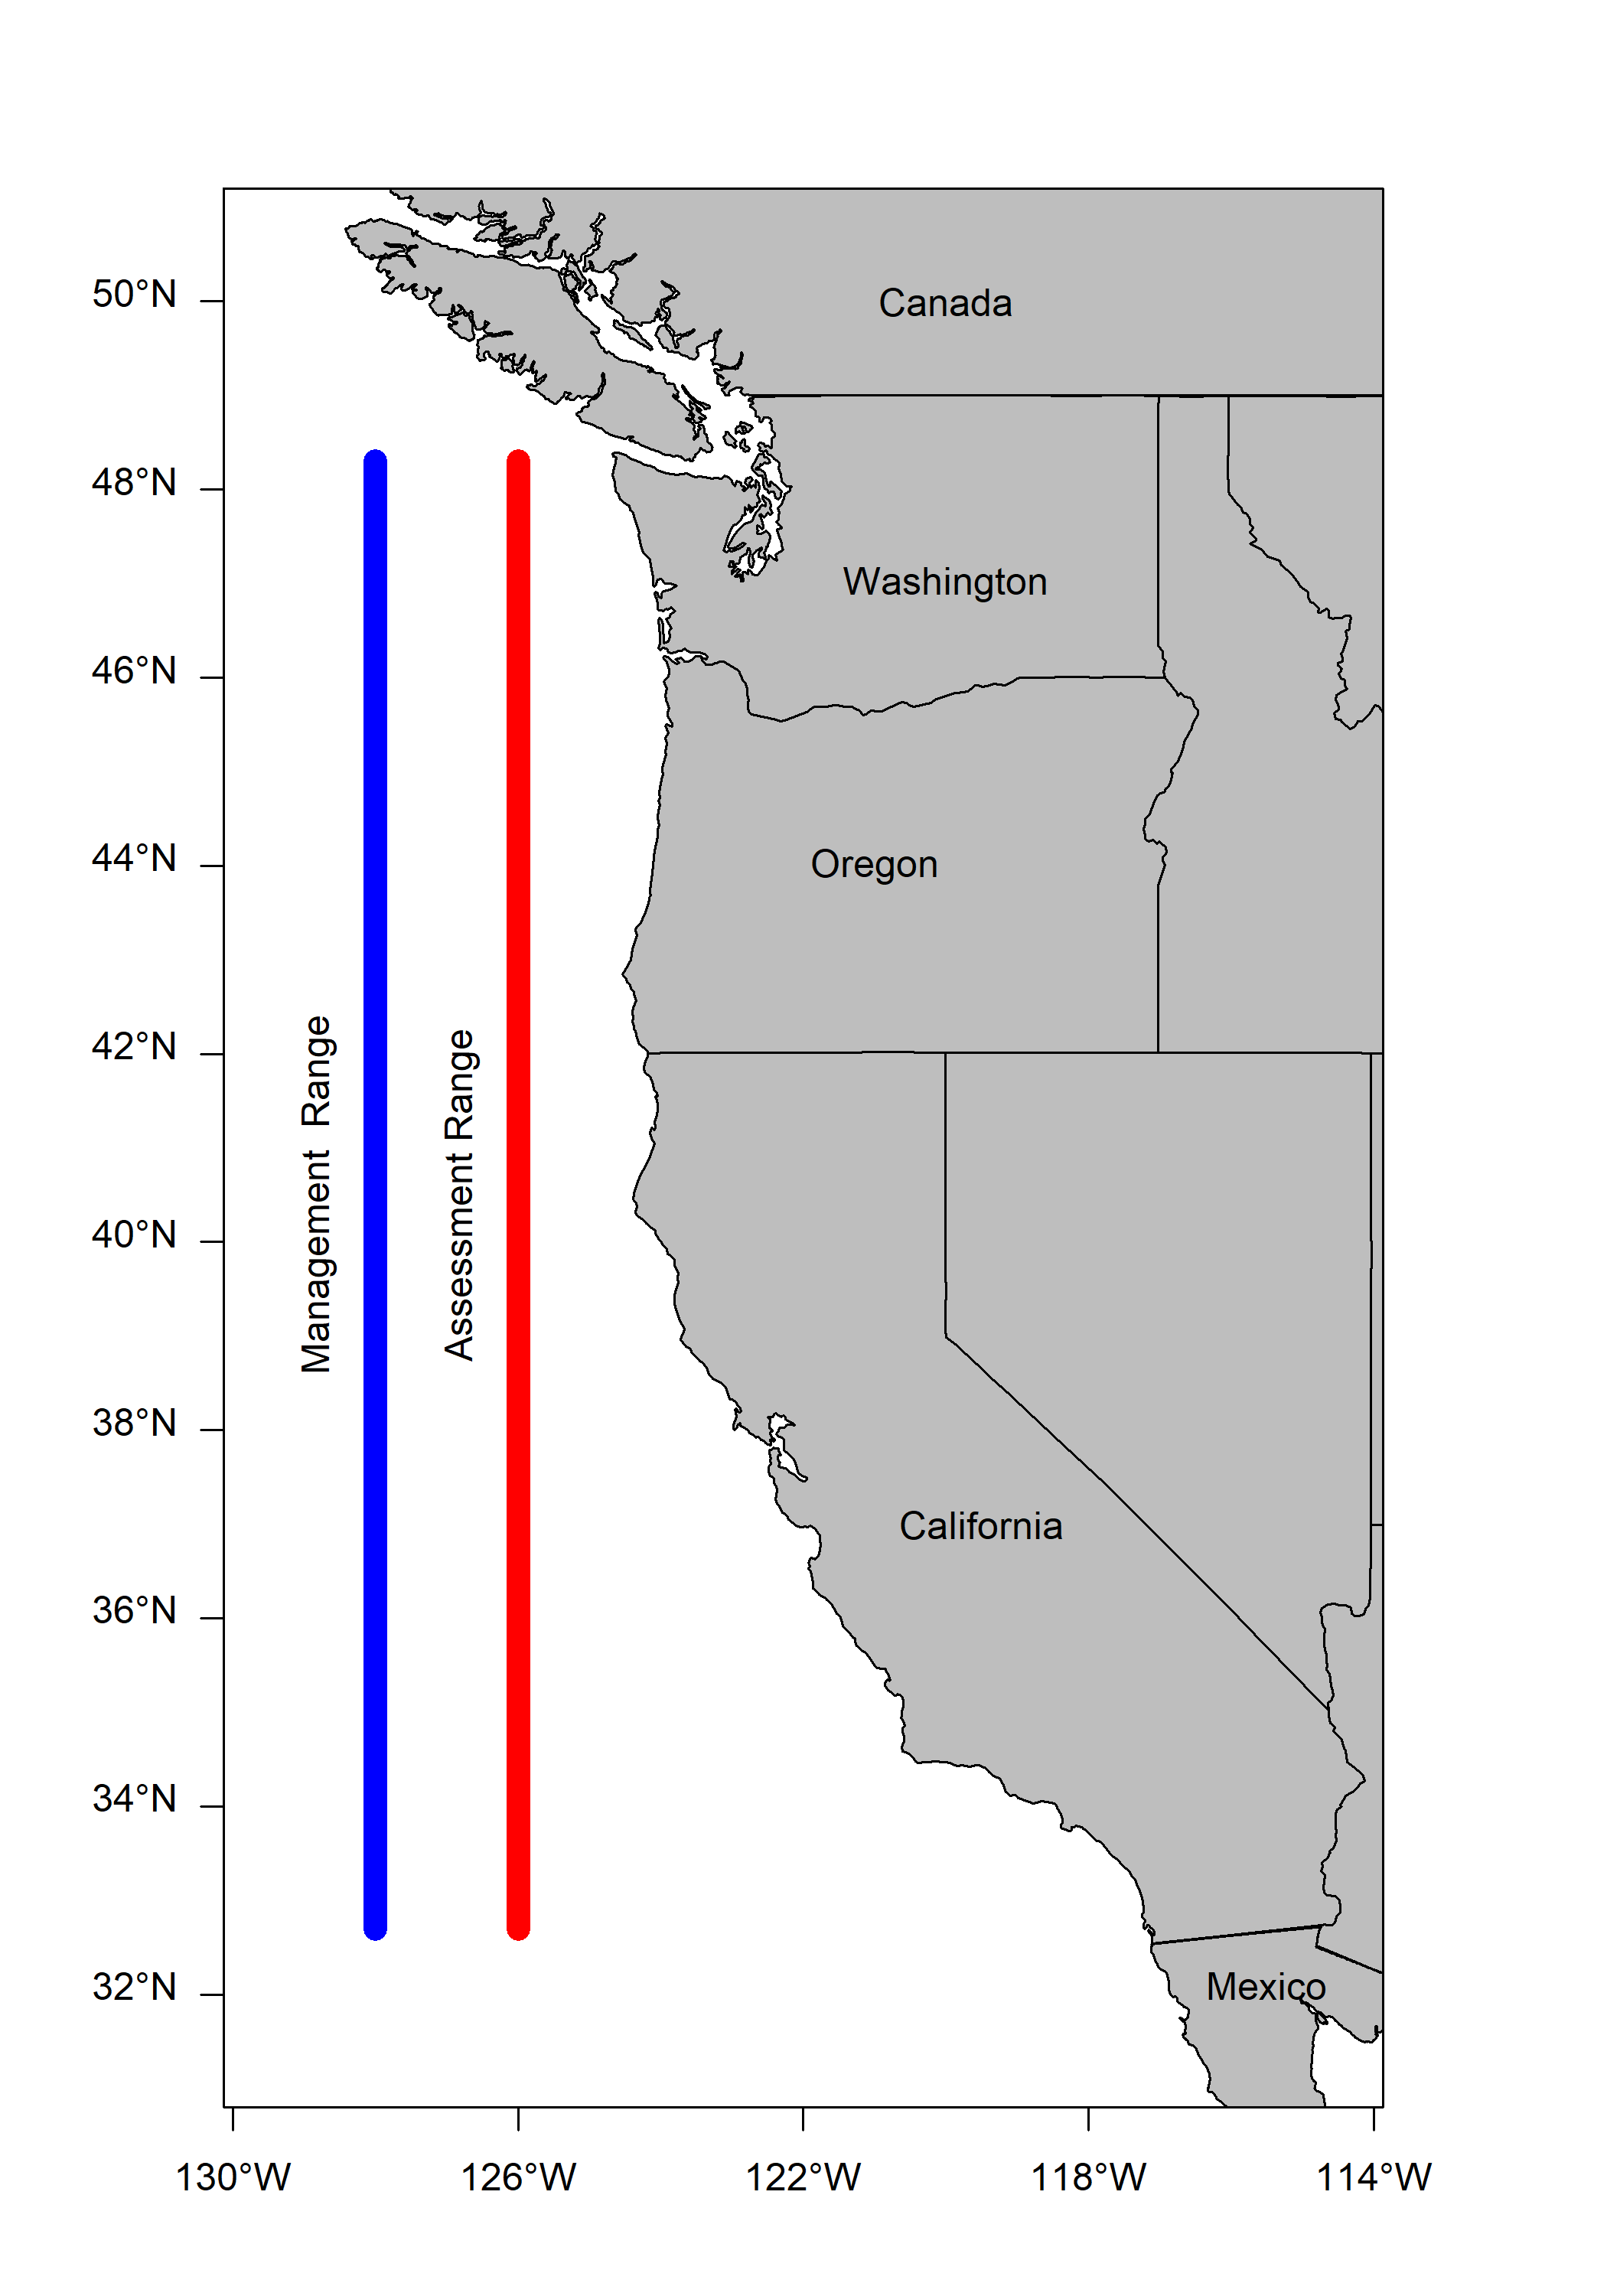 50°N
Canada
48°N
Washington
46°N
44°N
Oregon
42°N
Management  Range
Assessment Range
40°N
38°N
California
36°N
34°N
32°N
Mexico
130°W
126°W
122°W
118°W
114°W